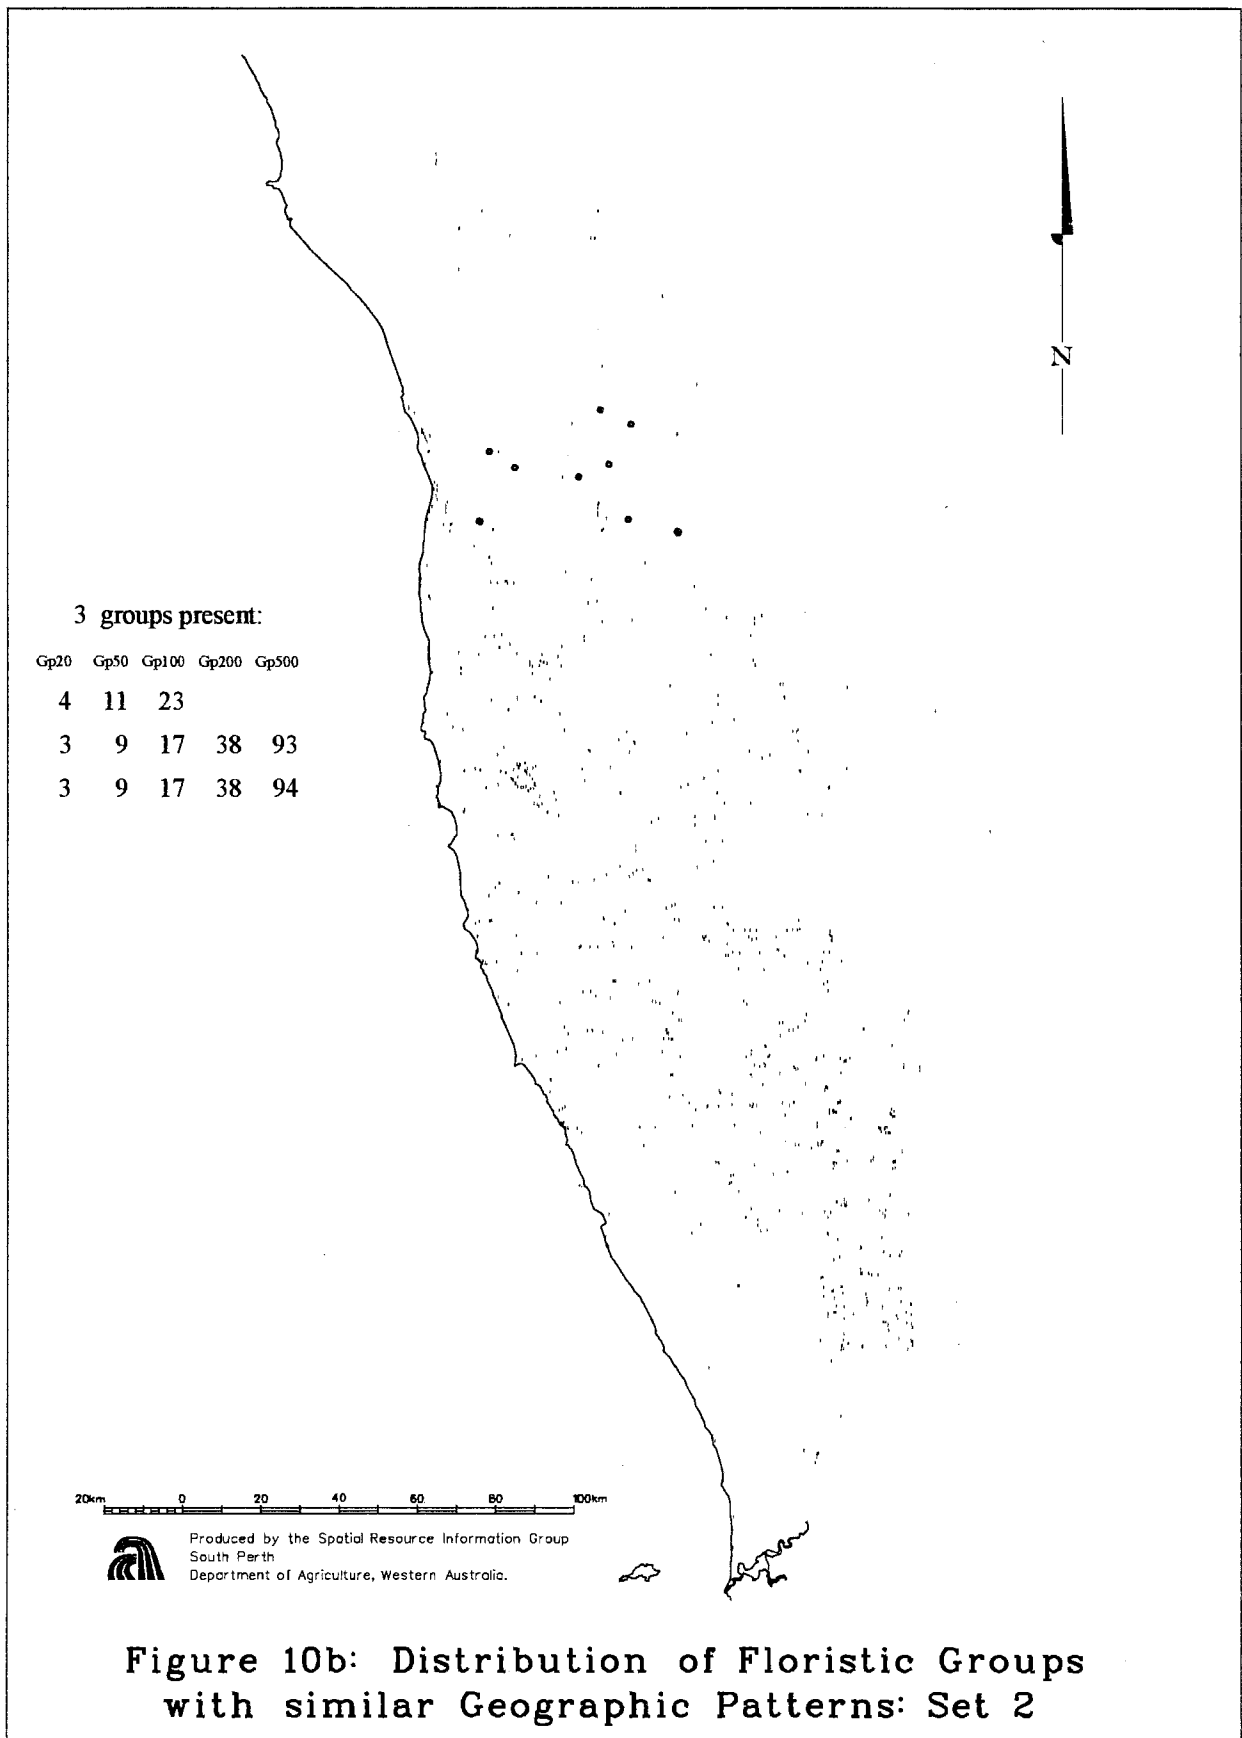 N
3 groups present:
Gp20 Gp50 Gp100 Gp200 Gp500
4 11 23
3 9 17 38 93
3 9 17 38 94
20km 0 20 40 60 80 100km
Produced by the Spatial Resource Information Group
South Perth
Department of Agriculture, Western Australia.
Figure 10b: Distribution of Floristic Groups
with similar Geographic Patterns: Set 2